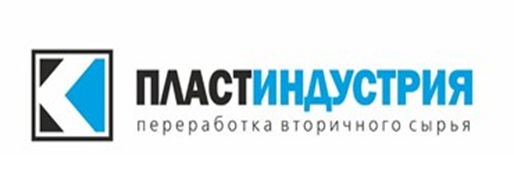 ПЛАСТИНДУСТРИЯ
переработка вторичного сырья